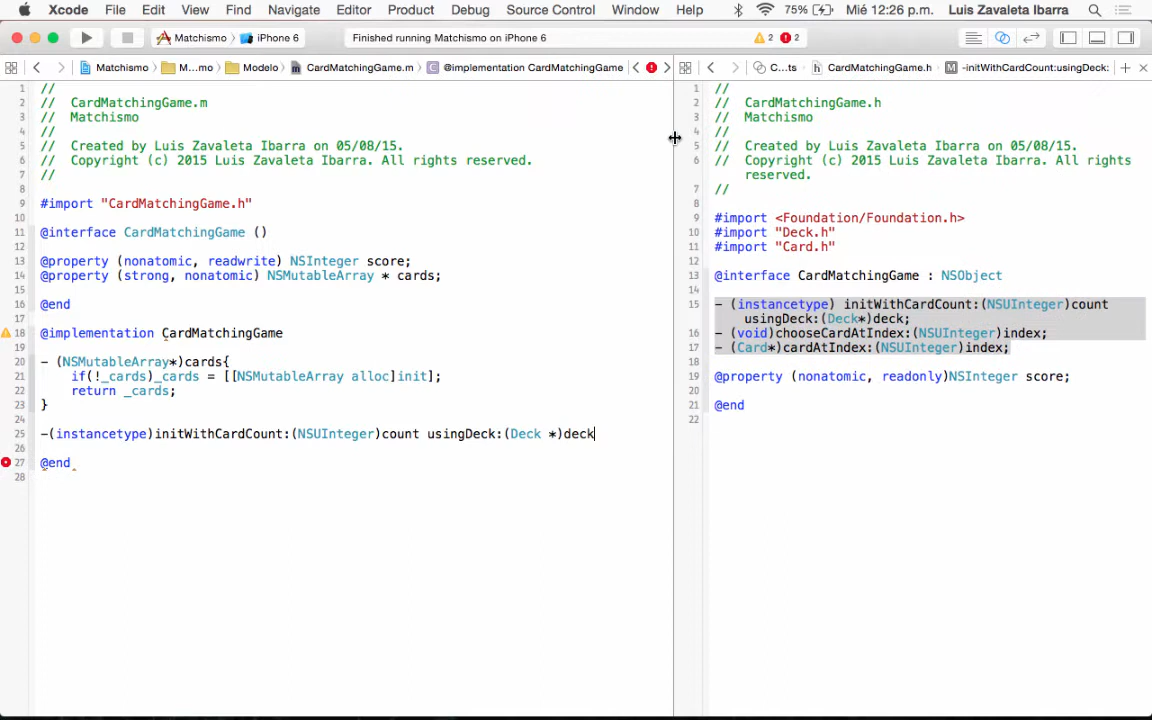 Xcode File Edit View Find Navigate Editor Product Debug Source Control Window Help 75% Mié 12:26 p.m. Luis Zavaleta Ibarra
Matchismo iPhone 6 Finished running Matchismo on iPhone 6 2 2
Matchismo M...mo Modelo CardMatchingGame.m @implementation CardMatchingGame
C...ts CardMatchingGame.h -initWithCardCount:usingDeck:
1 //
2 // CardMatchingGame.m
3 // Matchismo
4 //
5 // Created by Luis Zavaleta Ibarra on 05/08/15.
6 // Copyright (c) 2015 Luis Zavaleta Ibarra. All rights reserved.
7 //
8
9 #import "CardMatchingGame.h"
10
11 @interface CardMatchingGame ()
12
13 @property (nonatomic, readwrite) NSInteger score;
14 @property (strong, nonatomic) NSMutableArray * cards;
15
16 @end
17
18 @implementation CardMatchingGame
19
20 - (NSMutableArray*)cards{
21 if(!_cards)_cards = [[NSMutableArray alloc]init];
22 return _cards;
23 }
24
25 -(instancetype)initWithCardCount:(NSUInteger)count usingDeck:(Deck *)deck
26
27 @end
28
1 //
2 // CardMatchingGame.h
3 // Matchismo
4 //
5 // Created by Luis Zavaleta Ibarra on 05/08/15.
6 // Copyright (c) 2015 Luis Zavaleta Ibarra. All rights
reserved.
7 //
8
9 #import <Foundation/Foundation.h>
10 #import "Deck.h"
11 #import "Card.h"
12
13 @interface CardMatchingGame : NSObject
14
15 - (instancetype) initWithCardCount:(NSUInteger)count
usingDeck:(Deck*)deck;
16 - (void)chooseCardAtIndex:(NSUInteger)index;
17 - (Card*)cardAtIndex:(NSUInteger)index;
18
19 @property (nonatomic, readonly)NSInteger score;
20
21 @end
22